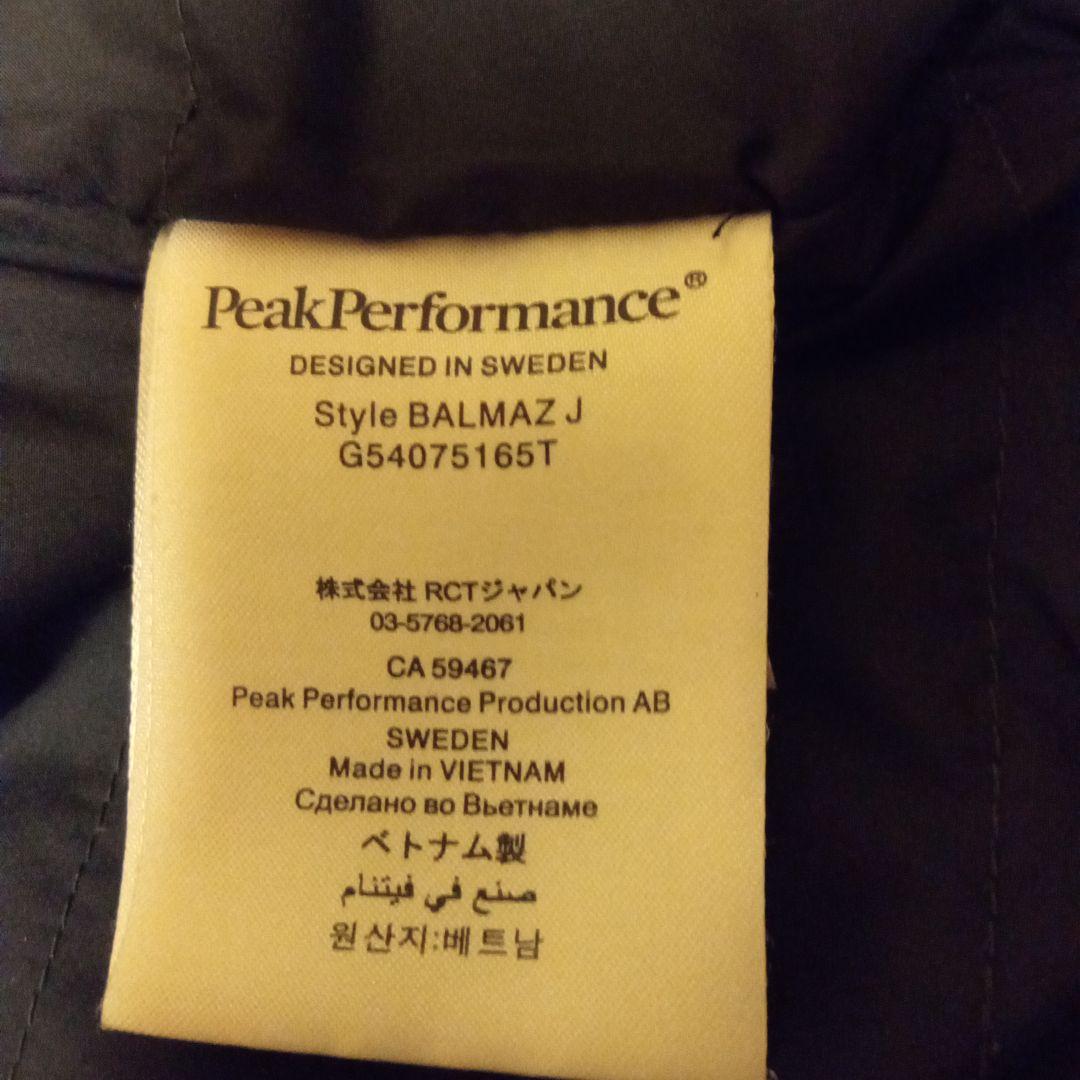 PeakPerformance®
DESIGNED IN SWEDEN
Style BALMAZ J
G54075165T
株式会社 RCTジャパン
03-5768-2061
CA 59467
Peak Performance Production AB
SWEDEN
Made in VIETNAM
Сделано во Вьетнаме
ベトナム製
صنع في فيتنام
원산지:베트남